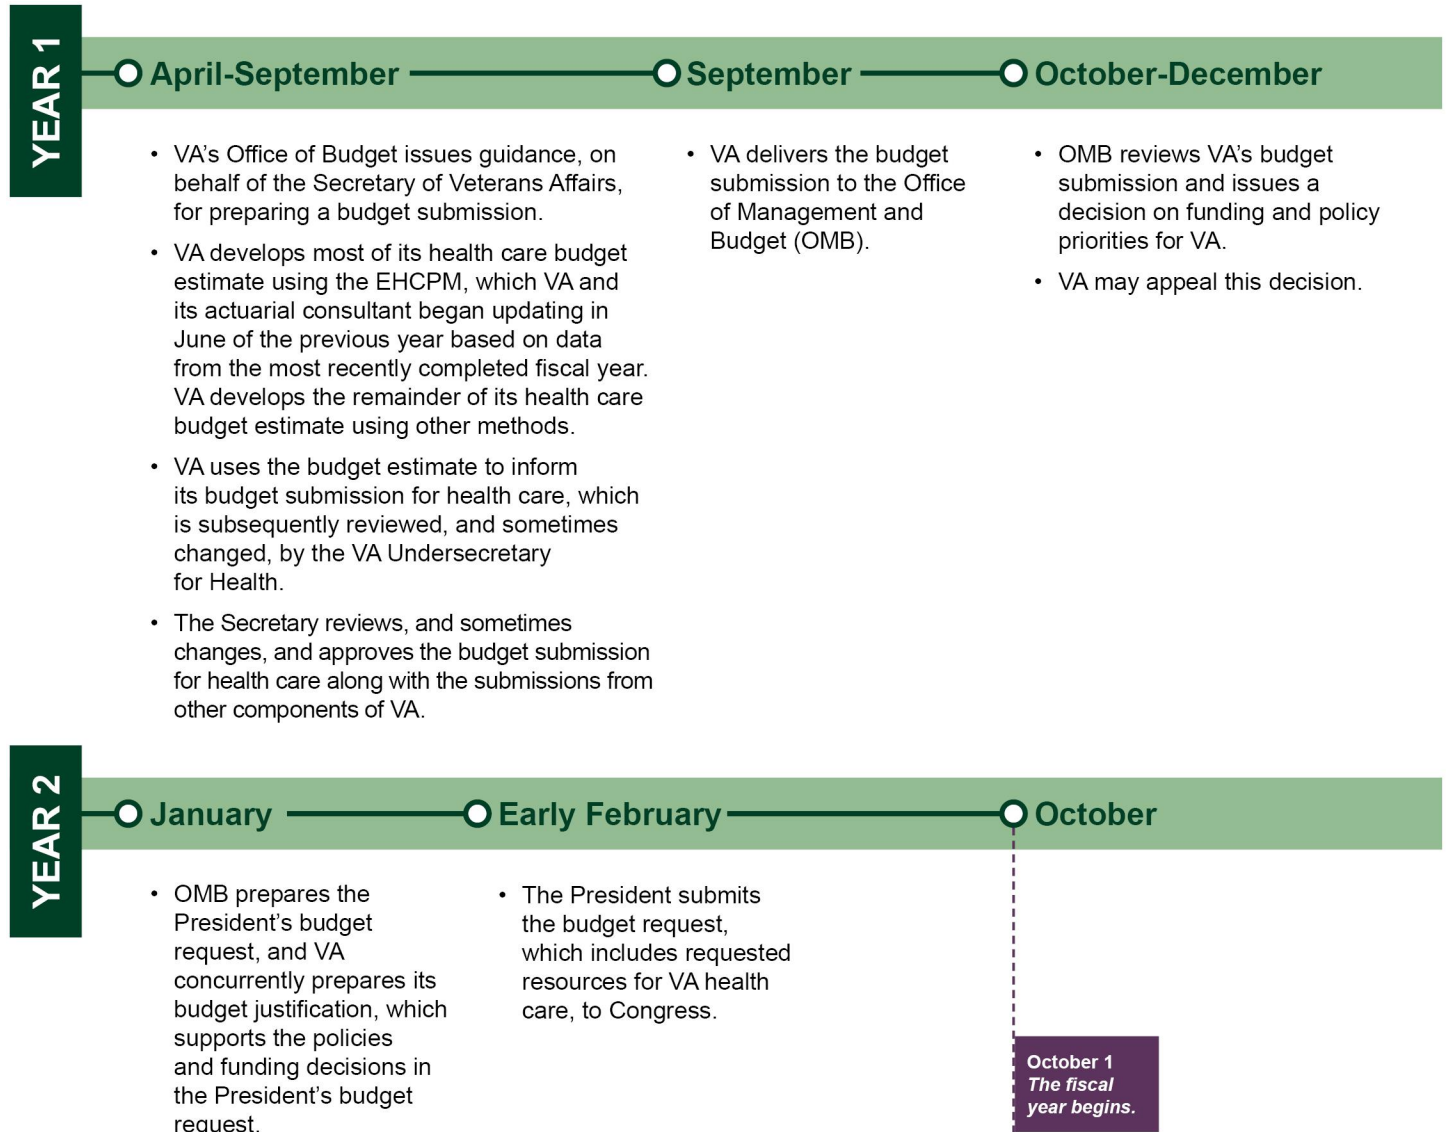 YEAR 1
April-September
September
October-December
• VA’s Office of Budget issues guidance, on
behalf of the Secretary of Veterans Affairs,
for preparing a budget submission.
• VA develops most of its health care budget
estimate using the EHCPM, which VA and
its actuarial consultant began updating in
June of the previous year based on data
from the most recently completed fiscal year.
VA develops the remainder of its health care
budget estimate using other methods.
• VA uses the budget estimate to inform
its budget submission for health care, which
is subsequently reviewed, and sometimes
changed, by the VA Undersecretary
for Health.
• The Secretary reviews, and sometimes
changes, and approves the budget submission
for health care along with the submissions from
other components of VA.
• VA delivers the budget
submission to the Office
of Management and
Budget (OMB).
• OMB reviews VA’s budget
submission and issues a
decision on funding and policy
priorities for VA.
• VA may appeal this decision.
YEAR 2
January
Early February
October
• OMB prepares the
President’s budget
request, and VA
concurrently prepares its
budget justification, which
supports the policies
and funding decisions in
the President’s budget
request.
• The President submits
the budget request,
which includes requested
resources for VA health
care, to Congress.
October 1
The fiscal
year begins.